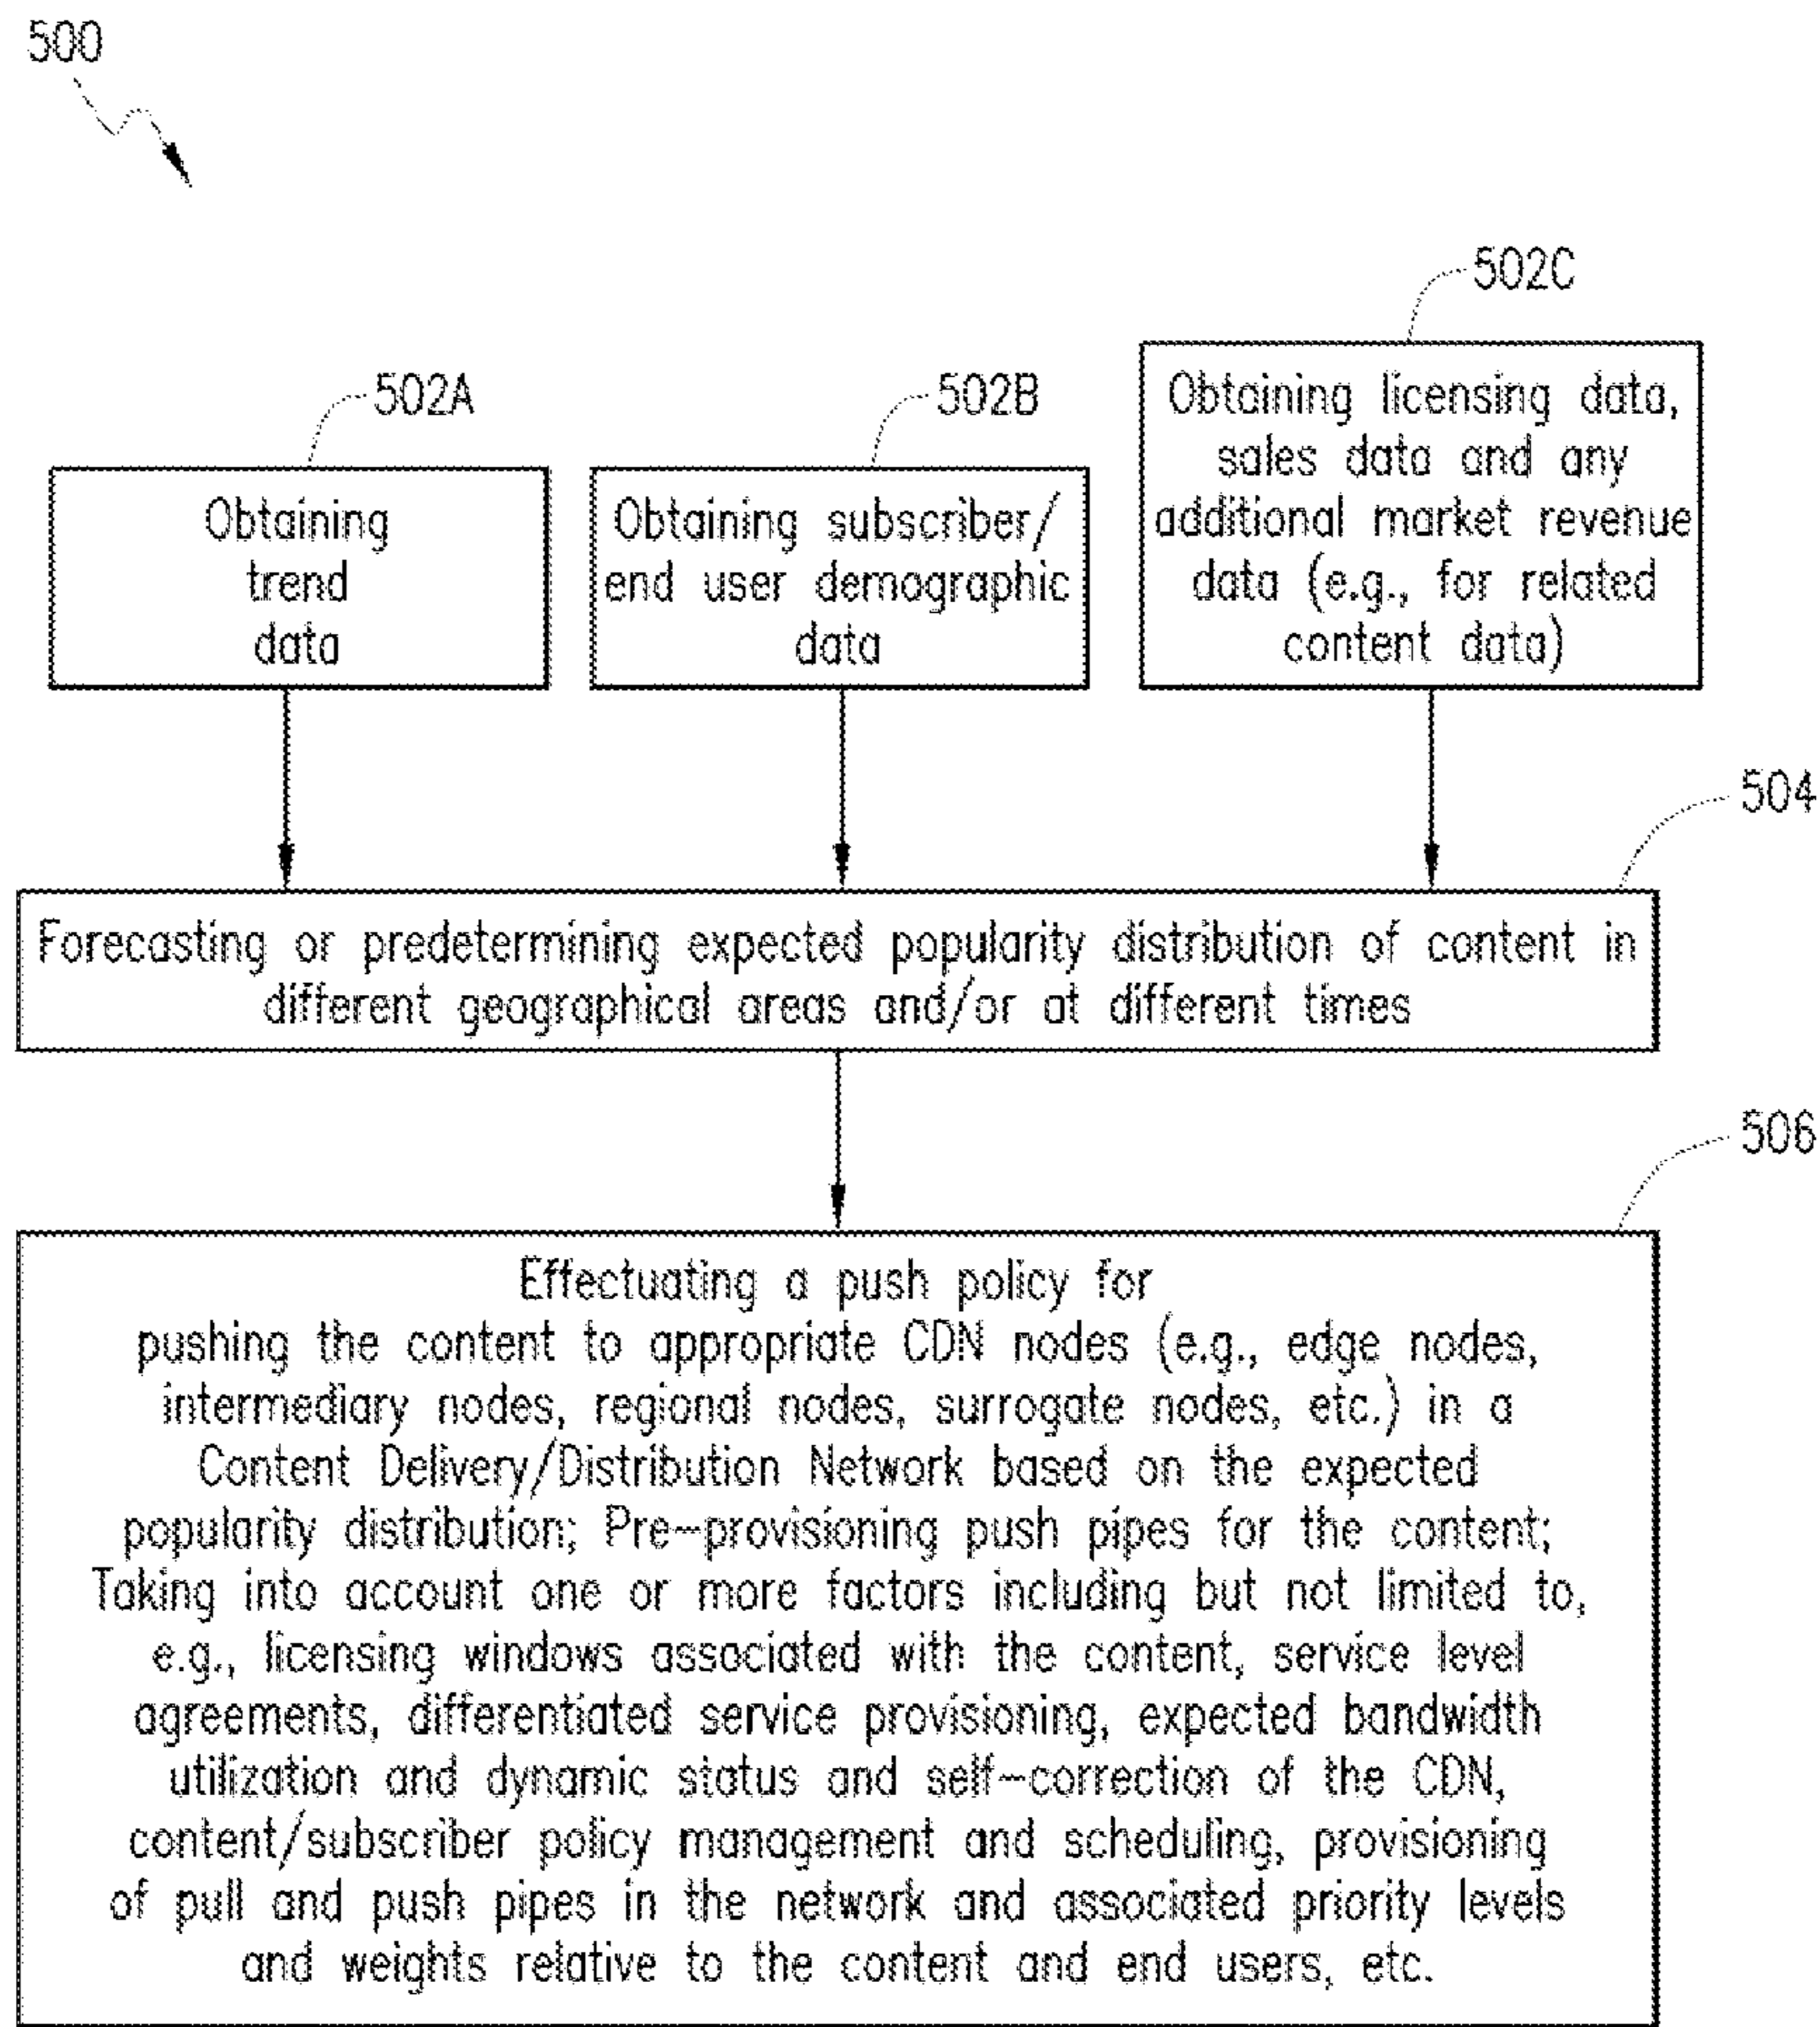 500
502C
502A
502B
Obtaining licensing data,
sales data and any
additional market revenue
data (e.g., for related
content data)
Obtaining
trend
data
Obtaining subscriber/
end user demographic
data
504
Forecasting or predetermining expected popularity distribution of content in
different geographical areas and/or at different times
506
Effectuating a push policy for
pushing the content to appropriate CDN nodes (e.g., edge nodes,
intermediary nodes, regional nodes, surrogate nodes, etc.) in a
Content Delivery/Distribution Network based on the expected
popularity distribution; Pre-provisioning push pipes for the content;
Taking into account one or more factors including but not limited to,
e.g., licensing windows associated with the content, service level
agreements, differentiated service provisioning, expected bandwidth
utilization and dynamic status and self-correction of the CDN,
content/subscriber policy management and scheduling, provisioning
of pull and push pipes in the network and associated priority levels
and weights relative to the content and end users, etc.